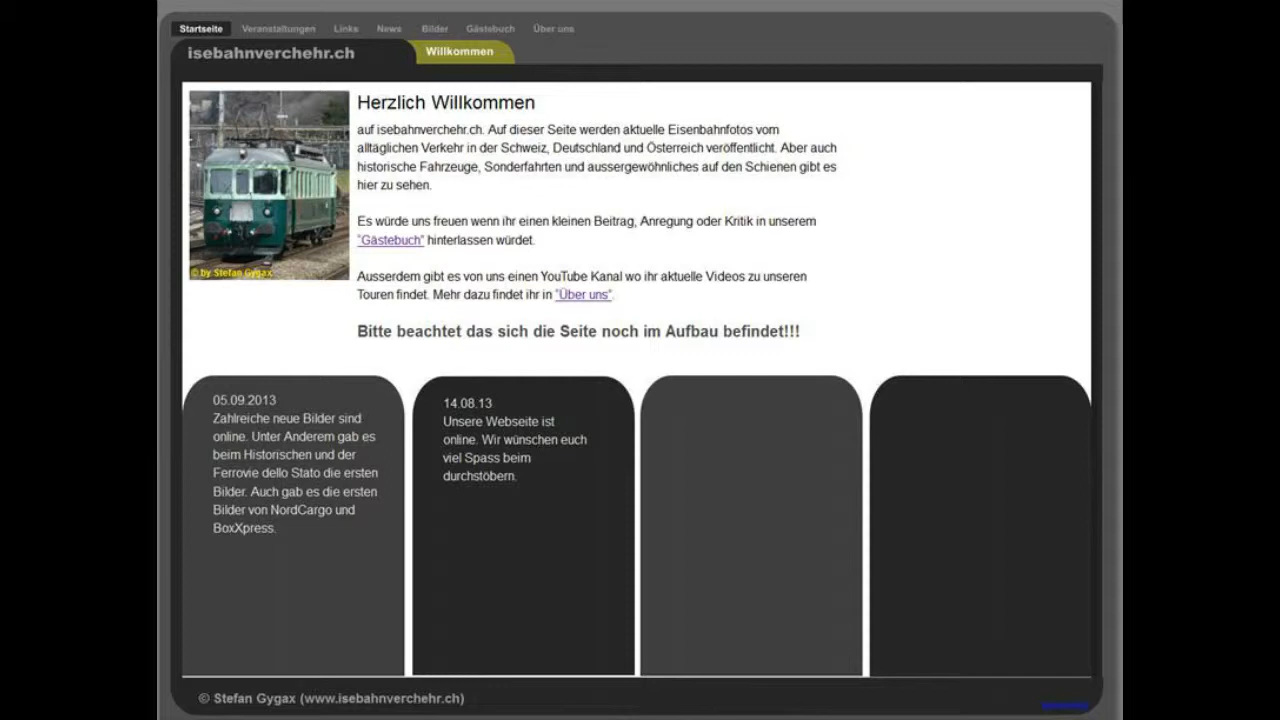 Startseite Veranstaltungen Links News Bilder Gästebuch Über uns
isebahnverchehr.ch
Willkommen
Herzlich Willkommen
auf isebahnverchehr.ch. Auf dieser Seite werden aktuelle Eisenbahnfotos vom
alltäglichen Verkehr in der Schweiz, Deutschland und Österreich veröffentlicht. Aber auch
historische Fahrzeuge, Sonderfahrten und aussergewöhnliches auf den Schienen gibt es
hier zu sehen.
Es würde uns freuen wenn ihr einen kleinen Beitrag, Anregung oder Kritik in unserem
"Gästebuch" hinterlassen würdet.
Ausserdem gibt es von uns einen YouTube Kanal wo ihr aktuelle Videos zu unseren
Touren findet. Mehr dazu findet ihr in "Über uns".
Bitte beachtet das sich die Seite noch im Aufbau befindet!!!
© by Stefan Gygax
05.09.2013
Zahlreiche neue Bilder sind
online. Unter Anderem gab es
beim Historischen und der
Ferrovie dello Stato die ersten
Bilder. Auch gab es die ersten
Bilder von NordCargo und
BoxXpress.
14.08.13
Unsere Webseite ist
online. Wir wünschen euch
viel Spass beim
durchstöbern.
© Stefan Gygax (www.isebahnverchehr.ch)